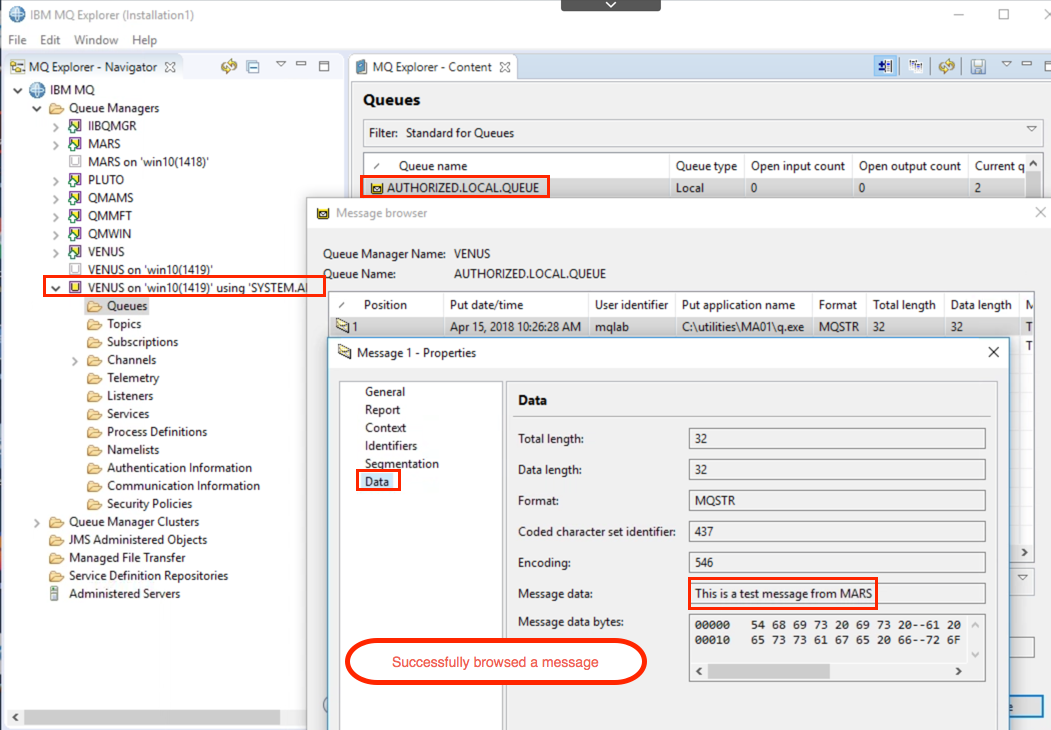 IBM MQ Explorer (Installation1)
File Edit Window Help
MQ Explorer - Navigator
IBM MQ
Queue Managers
IIBQMGR
MARS
MARS on 'win10(1418)'
PLUTO
QMAMS
QMMFT
QMWIN
VENUS
VENUS on 'win10(1419)'
VENUS on 'win10(1419)' using 'SYSTEM.A
Queues
Topics
Subscriptions
Channels
Telemetry
Listeners
Services
Process Definitions
Namelists
Authentication Information
Communication Information
Security Policies
Queue Manager Clusters
JMS Administered Objects
Managed File Transfer
Service Definition Repositories
Administered Servers
MQ Explorer - Content
Queues
Filter: Standard for Queues
Queue name Queue type Open input count Open output count Current q
AUTHORIZED.LOCAL.QUEUE Local 0 0 2
Message browser
Queue Manager Name: VENUS
Queue Name: AUTHORIZED.LOCAL.QUEUE
Position Put date/time User identifier Put application name Format Total length Data length M
1 Apr 15, 2018 10:26:28 AM mqlab C:\utilities\MA01\q.exe MQSTR 32 32 T
T
Message 1 - Properties
General
Report
Context
Identifiers
Segmentation
Data
Data
Total length: 32
Data length: 32
Format: MQSTR
Coded character set identifier: 437
Encoding: 546
Message data: This is a test message from MARS
Message data bytes:
00000 54 68 69 73 20 69 73 20--61 20
00010 65 73 73 61 67 65 20 66--72 6F
Successfully browsed a message
e